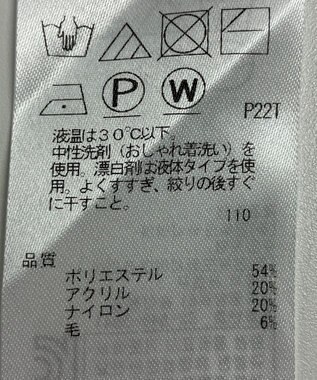 P W
P22T
液温は30℃以下。
中性洗剤（おしゃれ着洗い）を
使用。漂白剤は液体タイプを使
用。よくすすぎ、絞りの後すぐ
に干すこと。
110
品質
ポリエステル 54%
アクリル 20%
ナイロン 20%
毛 6%